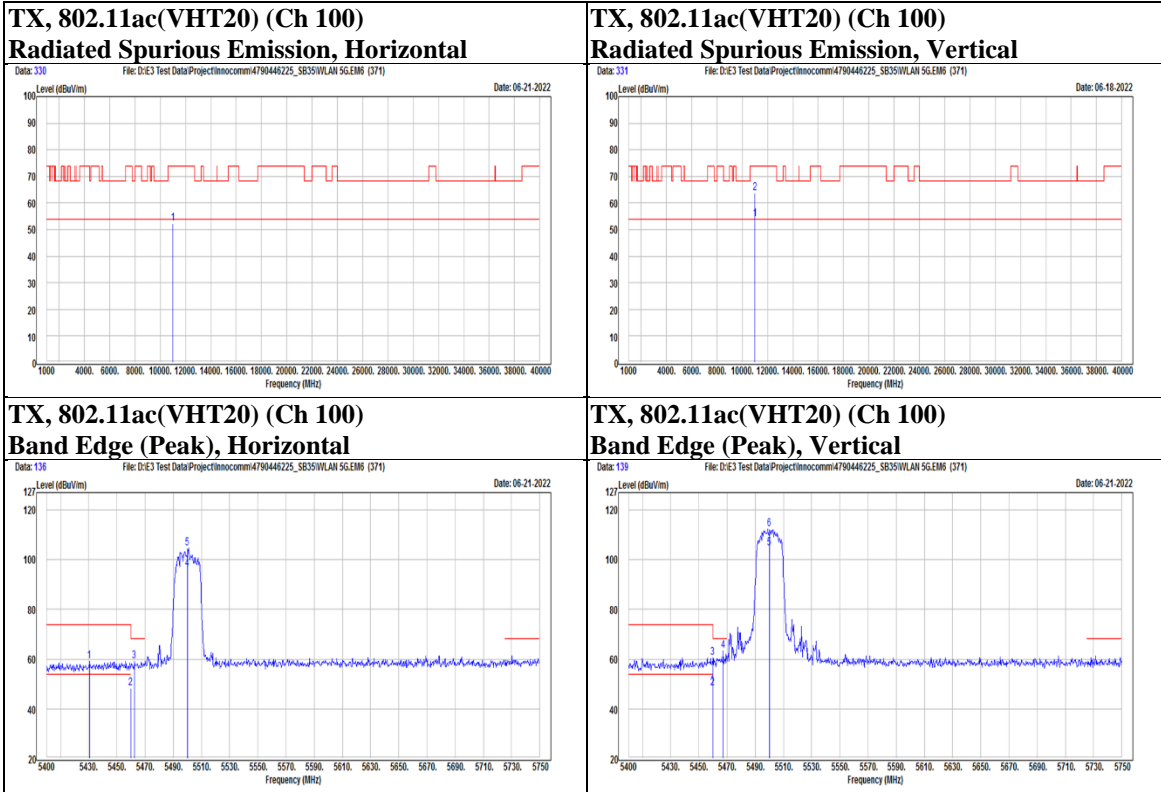 TX, 802.11ac(VHT20) (Ch 100)
Radiated Spurious Emission, Horizontal
Data: 330 File: D:\E3 Test Data\Project\Innocomm\4790446225_SB35\WLAN 5G.EM6 (371)
Date: 06-21-2022
Level (dBuV/m)
100
90
80
70
60
50
40
30
20
10
0
1
1000 4000. 6000. 8000. 10000. 12000. 14000. 16000. 18000. 20000. 22000. 24000. 26000. 28000. 30000. 32000. 34000. 36000. 38000. 40000
Frequency (MHz)
TX, 802.11ac(VHT20) (Ch 100)
Radiated Spurious Emission, Vertical
Data: 331 File: D:\E3 Test Data\Project\Innocomm\4790446225_SB35\WLAN 5G.EM6 (371)
Date: 06-18-2022
Level (dBuV/m)
100
90
80
70
60
50
40
30
20
10
0
2
1
1000 4000. 6000. 8000. 10000. 12000. 14000. 16000. 18000. 20000. 22000. 24000. 26000. 28000. 30000. 32000. 34000. 36000. 38000. 40000
Frequency (MHz)
TX, 802.11ac(VHT20) (Ch 100)
Band Edge (Peak), Horizontal
Data: 136 File: D:\E3 Test Data\Project\Innocomm\4790446225_SB35\WLAN 5G.EM6 (371)
Date: 06-21-2022
Level (dBuV/m)
127
120
100
80
60
40
20
5
4
1 3
2
5400 5430. 5450. 5470. 5490. 5510. 5530. 5550. 5570. 5590. 5610. 5630. 5650. 5670. 5690. 5710. 5730. 5750
Frequency (MHz)
TX, 802.11ac(VHT20) (Ch 100)
Band Edge (Peak), Vertical
Data: 139 File: D:\E3 Test Data\Project\Innocomm\4790446225_SB35\WLAN 5G.EM6 (371)
Date: 06-21-2022
Level (dBuV/m)
127
120
100
80
60
40
20
6
5
3 4
2
5400 5430. 5450. 5470. 5490. 5510. 5530. 5550. 5570. 5590. 5610. 5630. 5650. 5670. 5690. 5710. 5730. 5750
Frequency (MHz)